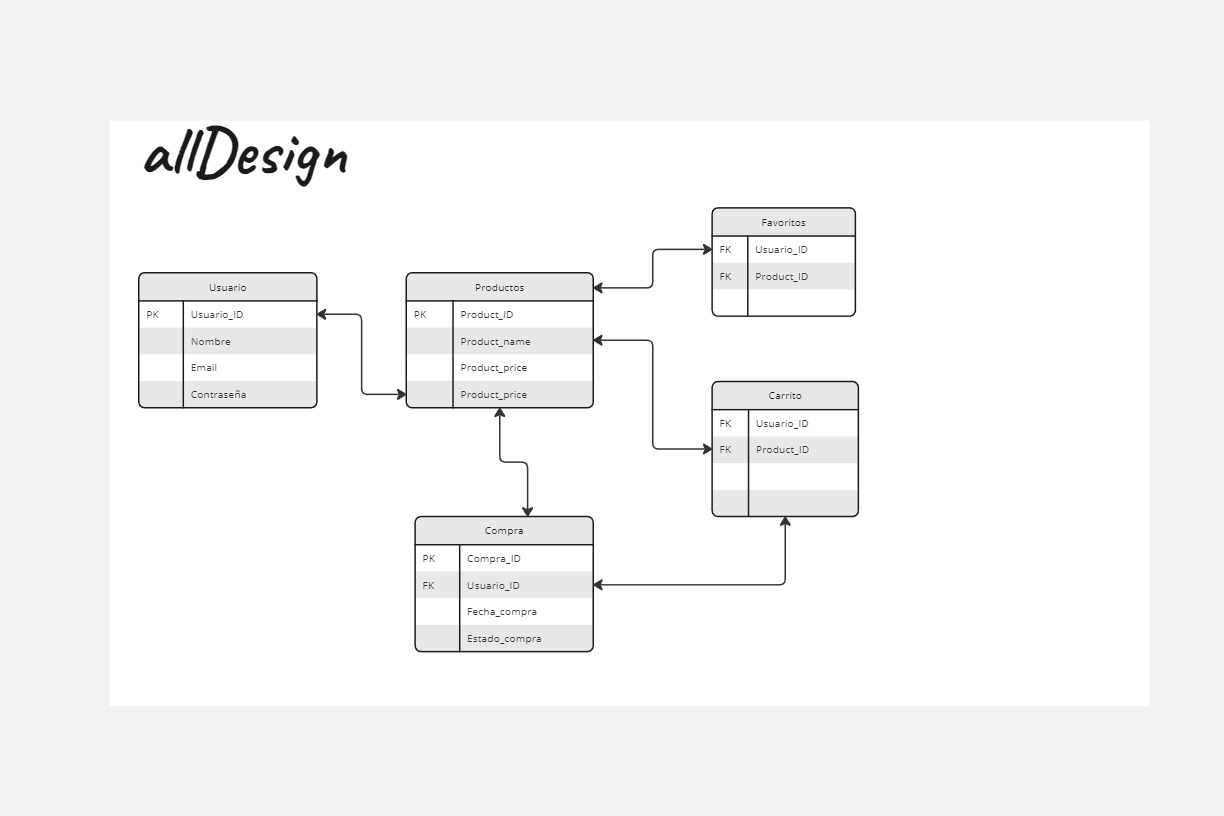 allDesign
Usuario
PK Usuario_ID
Nombre
Email
Contraseña
Productos
PK Product_ID
Product_name
Product_price
Product_price
Favoritos
FK Usuario_ID
FK Product_ID
Carrito
FK Usuario_ID
FK Product_ID
Compra
PK Compra_ID
FK Usuario_ID
Fecha_compra
Estado_compra